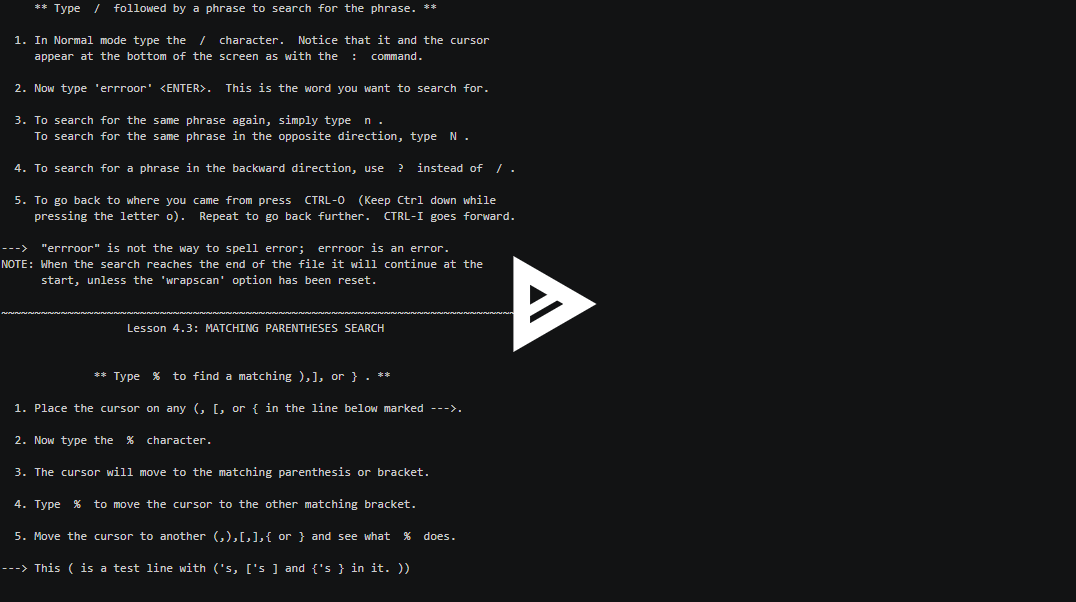 ** Type  /  followed by a phrase to search for the phrase. **
1. In Normal mode type the  /  character.  Notice that it and the cursor
appear at the bottom of the screen as with the  :  command.
2. Now type 'errroor' <ENTER>.  This is the word you want to search for.
3. To search for the same phrase again, simply type  n .
To search for the same phrase in the opposite direction, type  N .
4. To search for a phrase in the backward direction, use  ?  instead of  / .
5. To go back to where you came from press  CTRL-O  (Keep Ctrl down while
pressing the letter o).  Repeat to go back further.  CTRL-I goes forward.
--->  "errroor" is not the way to spell error;  errroor is an error.
NOTE: When the search reaches the end of the file it will continue at the
start, unless the 'wrapscan' option has been reset.
~~~~~~~~~~~~~~~~~~~~~~~~~~~~~~~~~~~~~~~~~~~~~~~~~~~~~~~~~~~~~~~~~~~~~~~~~~~~~~
Lesson 4.3: MATCHING PARENTHESES SEARCH
** Type  %  to find a matching ),], or } . **
1. Place the cursor on any (, [, or { in the line below marked --->.
2. Now type the  %  character.
3. The cursor will move to the matching parenthesis or bracket.
4. Type  %  to move the cursor to the other matching bracket.
5. Move the cursor to another (,),[,],{ or } and see what  %  does.
---> This ( is a test line with ('s, ['s ] and {'s } in it. ))